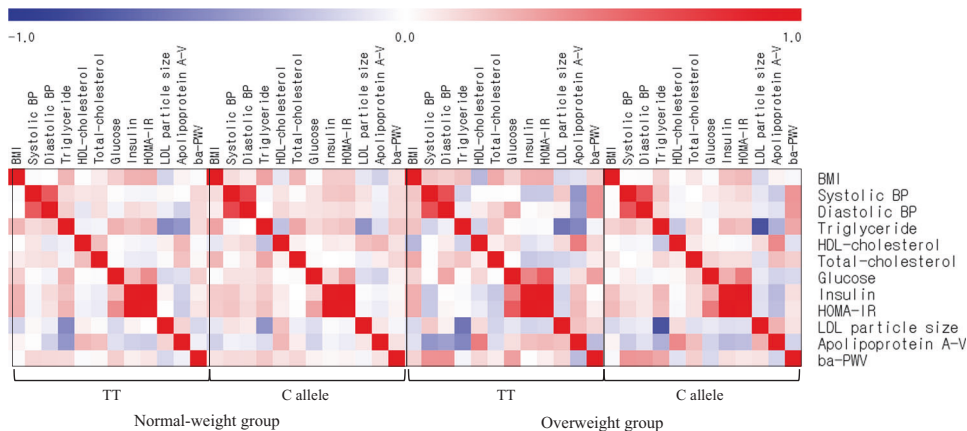 -1.0 0.0 1.0
BMI
Systolic BP
Diastolic BP
Triglyceride
HDL-cholesterol
Total-cholesterol
Glucose
Insulin
HOMA-IR
LDL particle size
Apolipoprotein A-V
ba-PWV
BMI
Systolic BP
Diastolic BP
Triglyceride
HDL-cholesterol
Total-cholesterol
Glucose
Insulin
HOMA-IR
LDL particle size
Apolipoprotein A-V
ba-PWV
BMI
Systolic BP
Diastolic BP
Triglyceride
HDL-cholesterol
Total-cholesterol
Glucose
Insulin
HOMA-IR
LDL particle size
Apolipoprotein A-V
ba-PWV
BMI
Systolic BP
Diastolic BP
Triglyceride
HDL-cholesterol
Total-cholesterol
Glucose
Insulin
HOMA-IR
LDL particle size
Apolipoprotein A-V
ba-PWV
BMI
Systolic BP
Diastolic BP
Triglyceride
HDL-cholesterol
Total-cholesterol
Glucose
Insulin
HOMA-IR
LDL particle size
Apolipoprotein A-V
ba-PWV
TT C allele TT C allele
Normal-weight group Overweight group